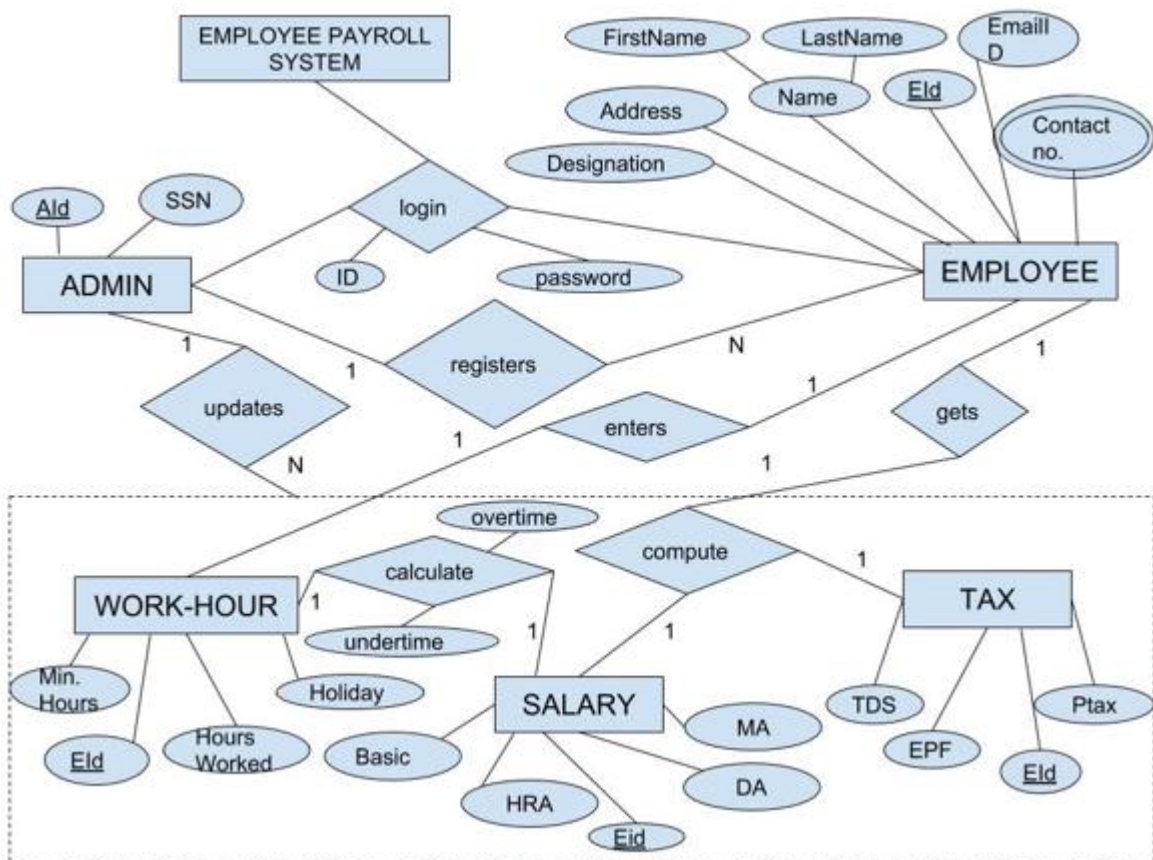 EMPLOYEE PAYROLL
SYSTEM
FirstName
LastName
EmailI
D
Name
EId
Address
Contact
no.
Designation
AId
SSN
login
ADMIN
ID
password
EMPLOYEE
1
registers
N
1
1
updates
1
enters
1
gets
N
1
overtime
calculate
compute
1
WORK-HOUR
1
TAX
undertime
1
1
Min.
Hours
Holiday
SALARY
TDS
Ptax
EId
Hours
Worked
Basic
MA
EPF
HRA
DA
EId
Eid